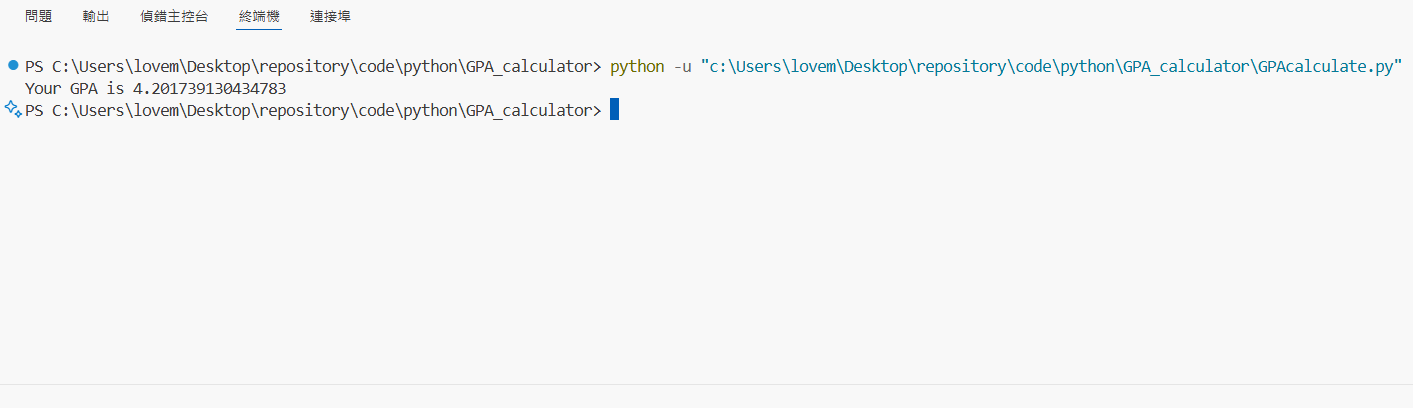 問題 輸出 偵錯主控台 終端機 連接埠
PS C:\Users\lovem\Desktop\repository\code\python\GPA_calculator> python -u "c:\Users\lovem\Desktop\repository\code\python\GPA_calculator\GPAcalculate.py"
Your GPA is 4.201739130434783
PS C:\Users\lovem\Desktop\repository\code\python\GPA_calculator>